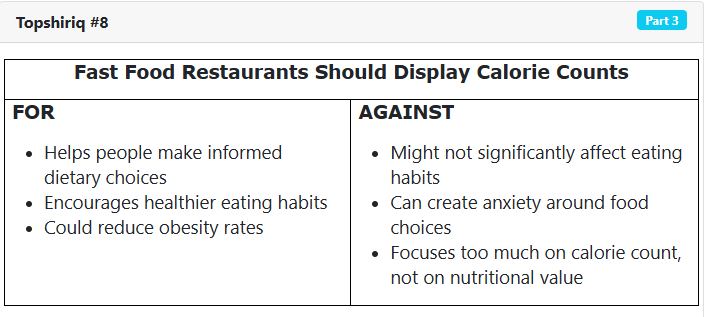 Topshiriq #8
Part 3
Fast Food Restaurants Should Display Calorie Counts
FOR
• Helps people make informed
dietary choices
• Encourages healthier eating habits
• Could reduce obesity rates
AGAINST
• Might not significantly affect eating
habits
• Can create anxiety around food
choices
• Focuses too much on calorie count,
not on nutritional value